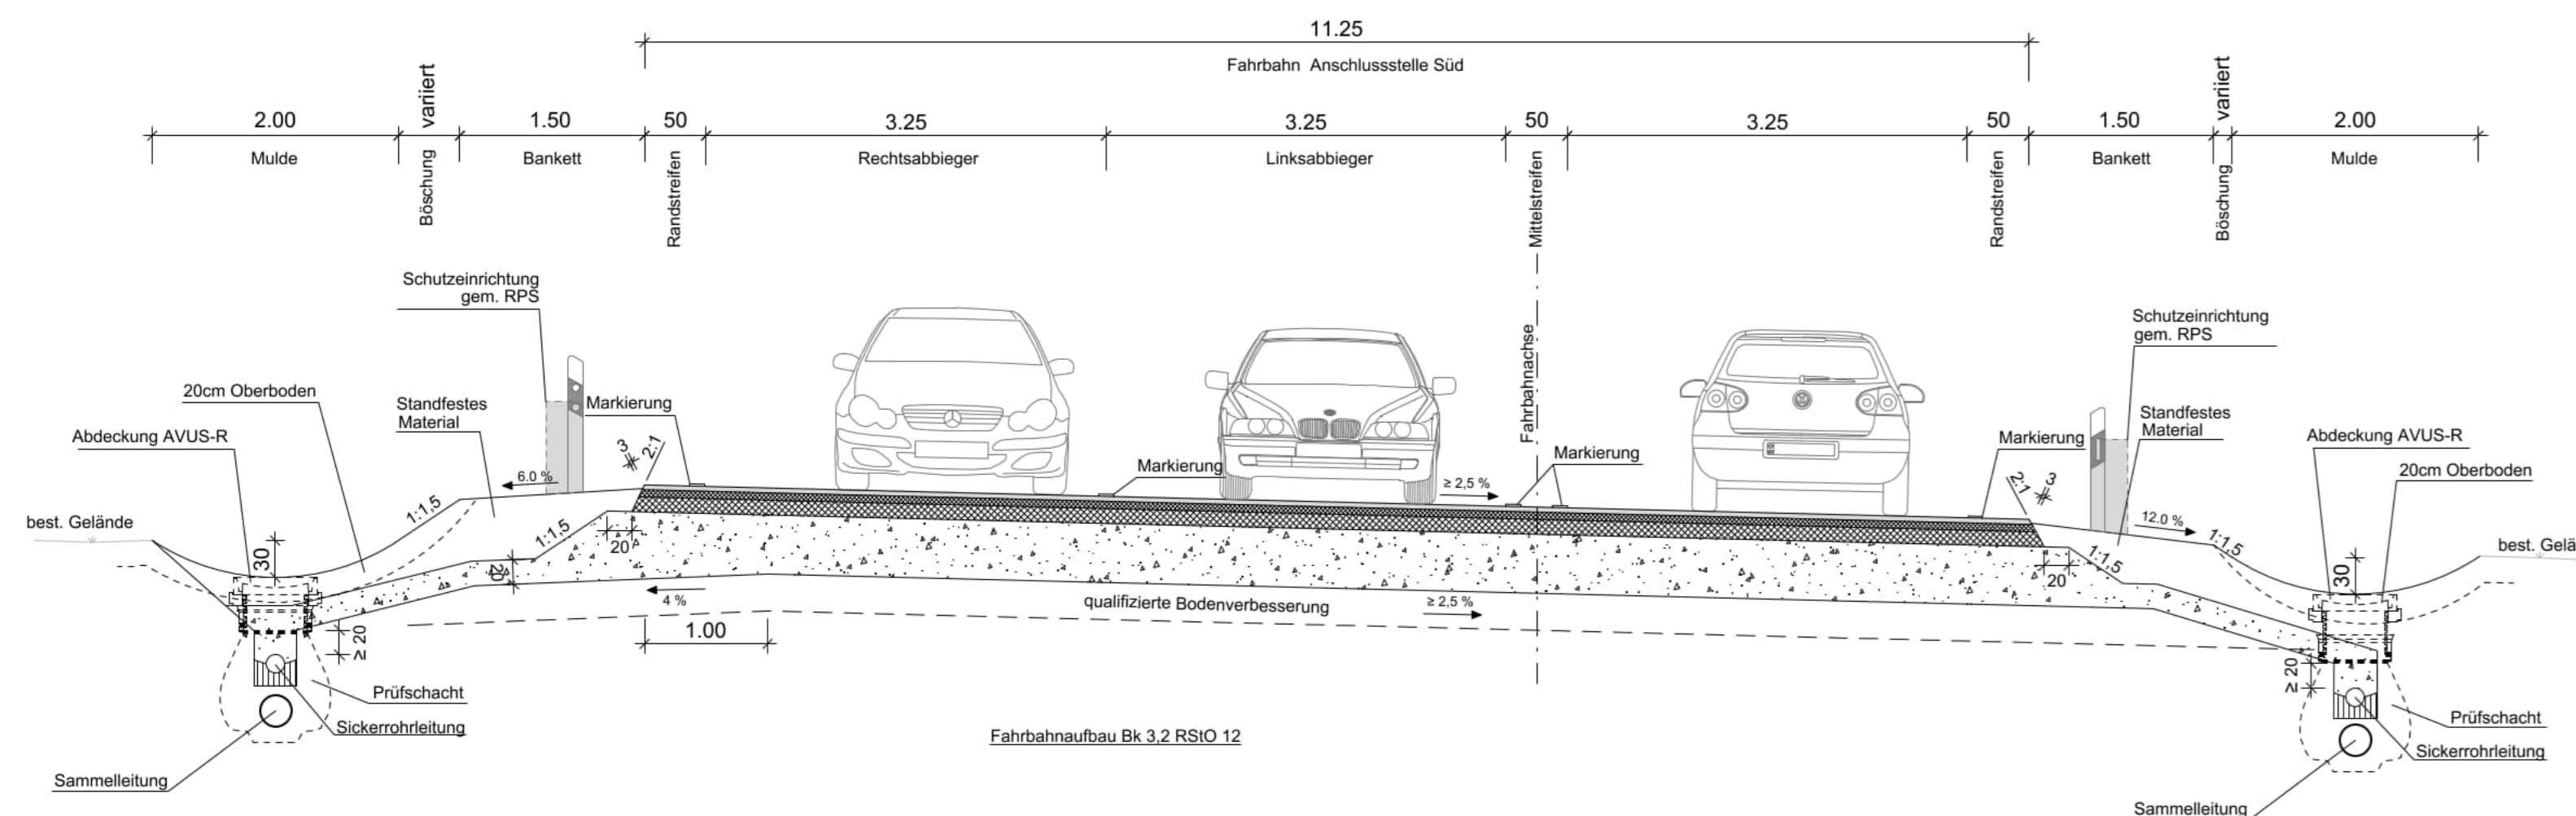 11.25
Fahrbahn Anschlussstelle Süd
2.00
variiert
1.50
50
3.25
3.25
50
3.25
50
1.50
variiert
2.00
Mulde
Böschung
Bankett
Randstreifen
Rechtsabbieger
Linksabbieger
Mittelstreifen
Randstreifen
Bankett
Böschung
Mulde
Schutzeinrichtung
gem. RPS
Schutzeinrichtung
gem. RPS
Fahrbahnachse
20cm Oberboden
Standfestes
Material
Markierung
Abdeckung AVUS-R
3
2:1
Markierung
Markierung
Markierung
Standfestes
Material
Abdeckung AVUS-R
20cm Oberboden
2:1
3
6.0 %
≥ 2,5 %
12.0 %
best. Gelände
1:1,5
1:1,5
1:1,5
1:1,5
best. Gelä
30
20
20
20
30
4 %
qualifizierte Bodenverbesserung
≥ 2,5 %
1.00
≥ 20
≥ 20
Prüfschacht
Sickerrohrleitung
Sammelleitung
Fahrbahnaufbau Bk 3,2 RStO 12
Prüfschacht
Sickerrohrleitung
Sammelleitung